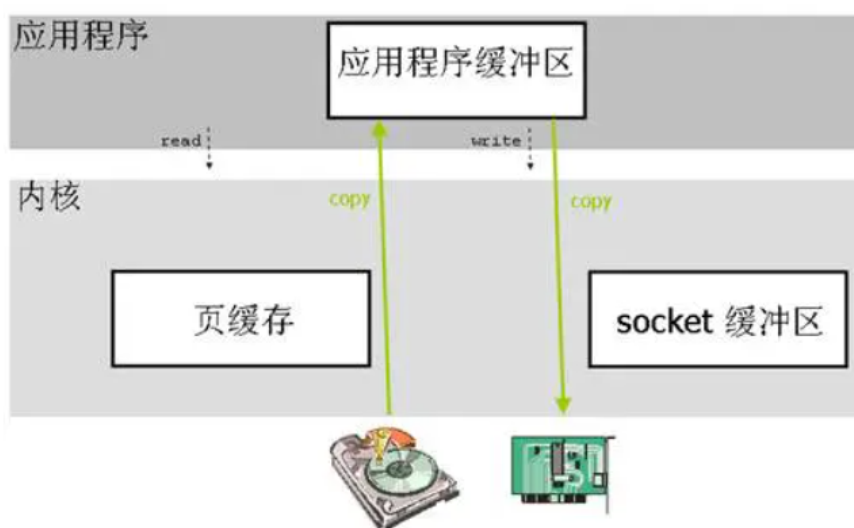 应用程序
应用程序缓冲区
read
write
内核
copy
copy
页缓存
socket 缓冲区